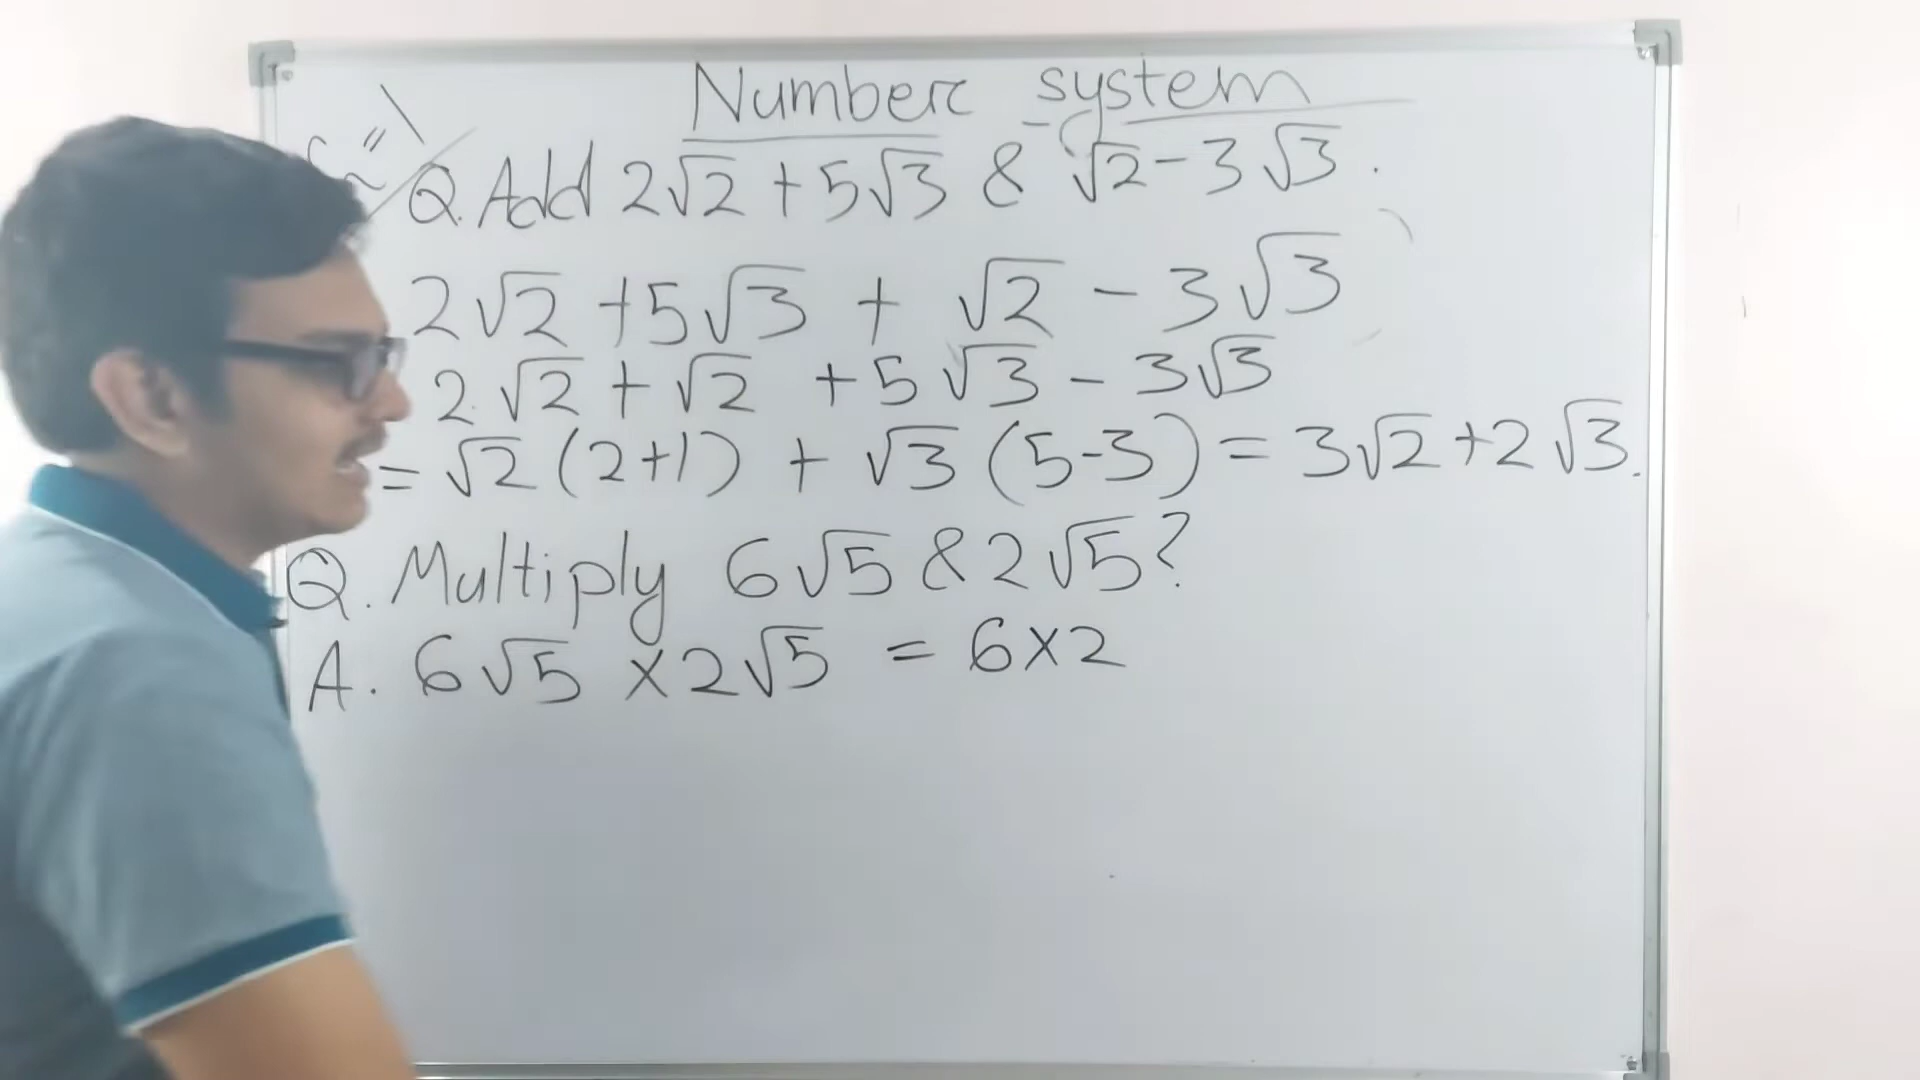 Number system
Q. Add 2√2 + 5√3 & √2 - 3√3.
2√2 + 5√3 + √2 - 3√3
2√2 + √2 + 5√3 - 3√3
= √2 (2+1) + √3 (5-3) = 3√2 + 2√3.
Q. Multiply 6√5 & 2√5?
A. 6√5 × 2√5 = 6×2